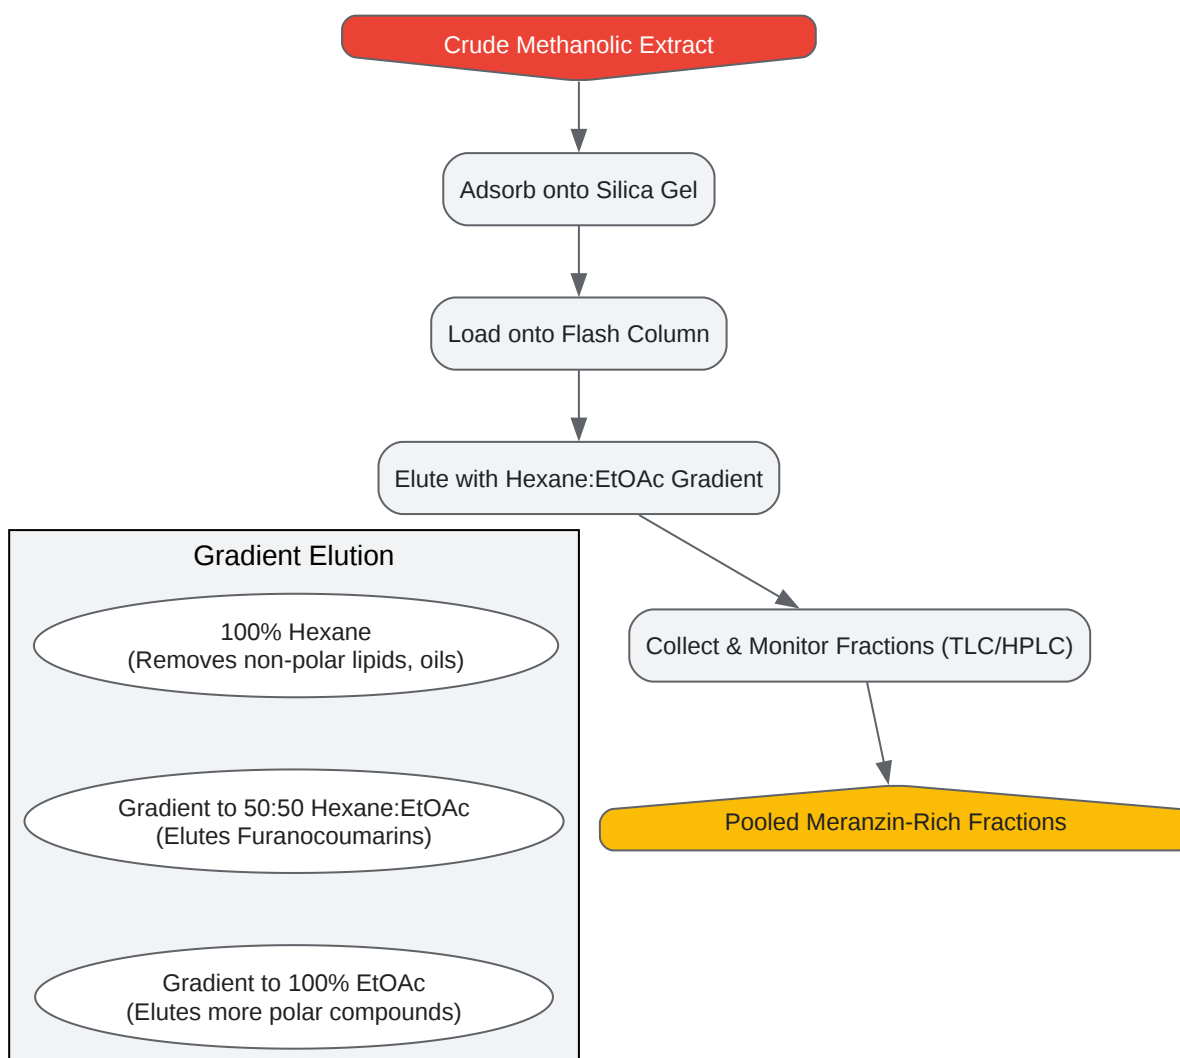 Crude Methanolic Extract
Adsorb onto Silica Gel
Load onto Flash Column
Elute with Hexane:EtOAc Gradient
Gradient Elution
100% Hexane
(Removes non-polar lipids, oils)
Gradient to 50:50 Hexane:EtOAc
(Elutes Furanocoumarins)
Gradient to 100% EtOAc
(Elutes more polar compounds)
Collect & Monitor Fractions (TLC/HPLC)
Pooled Meranzin-Rich Fractions